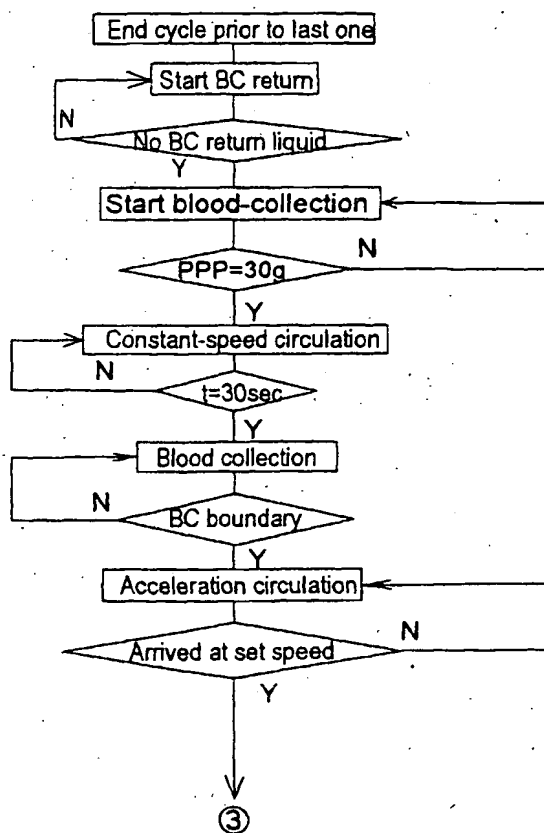 End cycle prior to last one
Start BC return
N
No BC return liquid
Y
Start blood-collection
N
PPP=30g
Y
Constant-speed circulation
N
t=30sec
Y
Blood collection
N
BC boundary
Y
Acceleration circulation
N
Arrived at set speed
Y
③